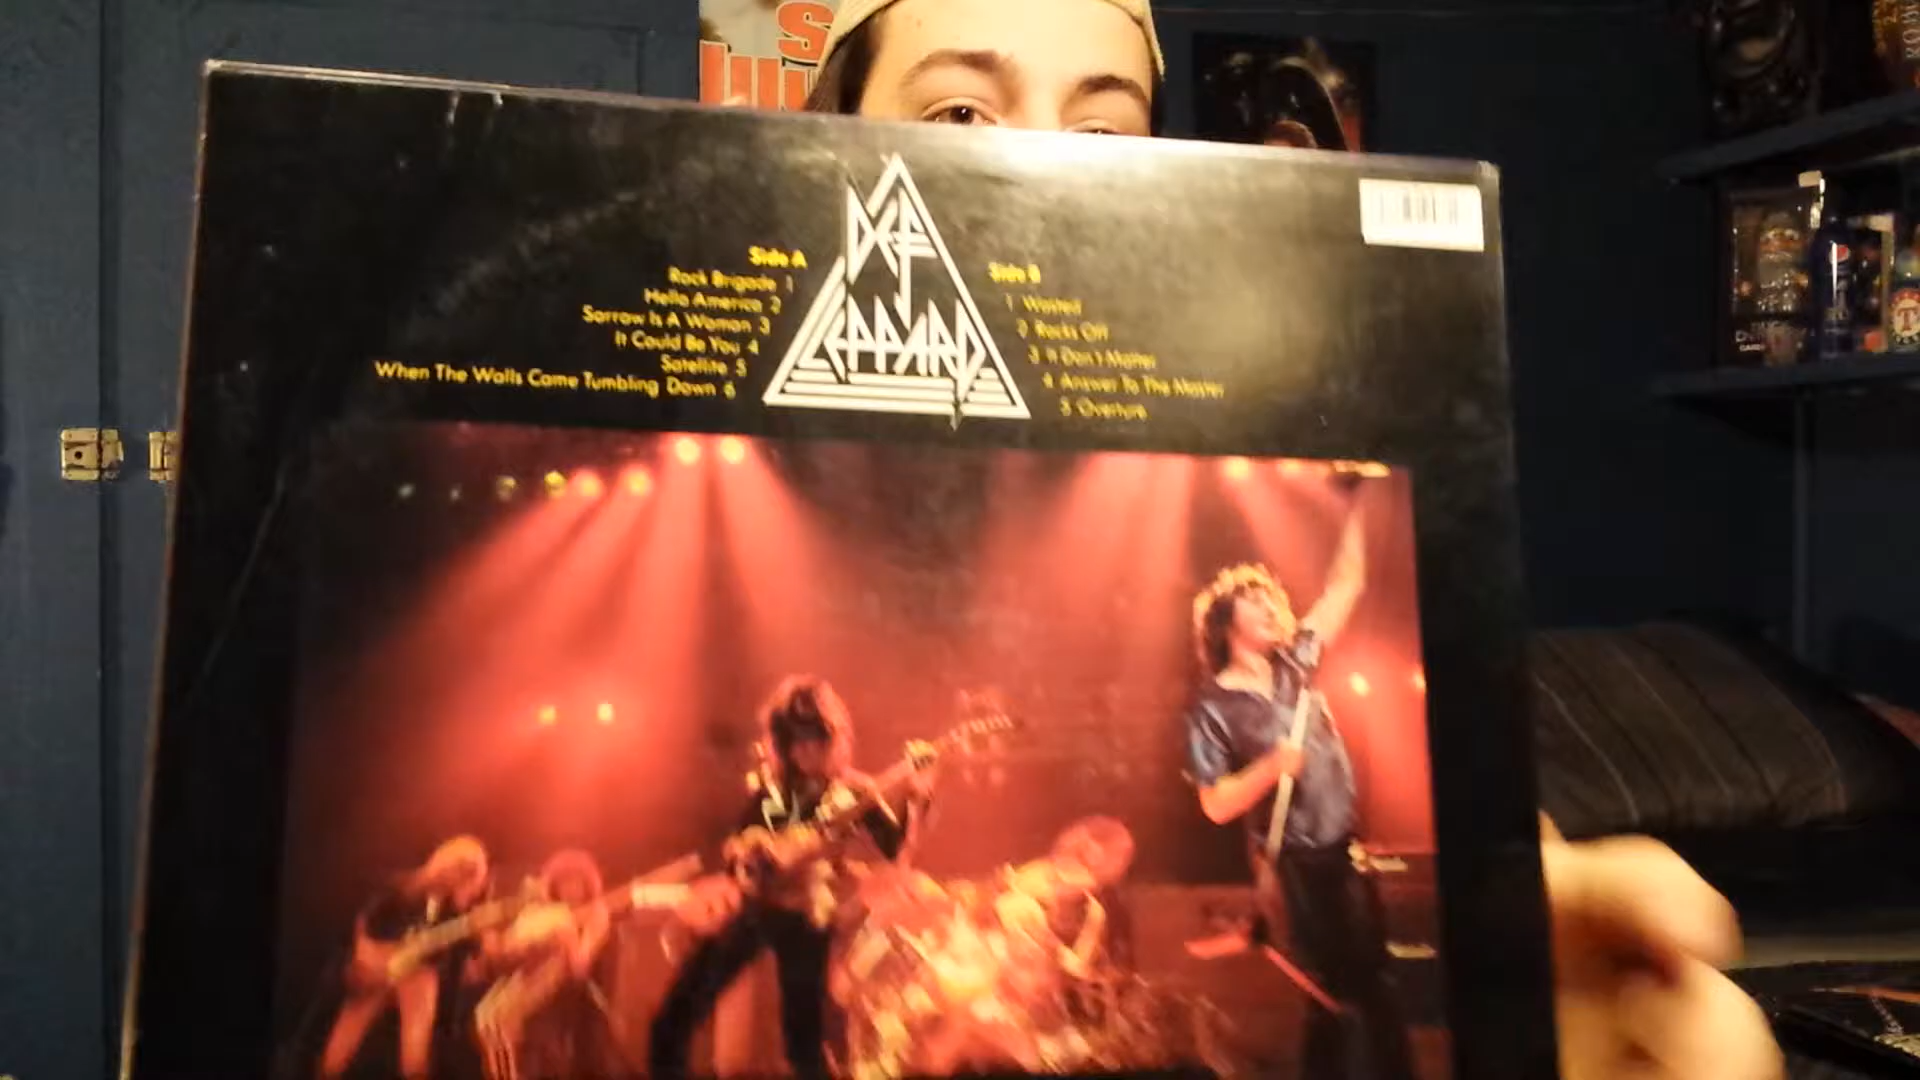 DEF
LEPPARD
Side A
Rock Brigade 1
Hello America 2
Sorrow Is A Woman 3
It Could Be You 4
Satellite 5
When The Walls Came Tumbling Down 6
Side B
1 Wasted
2 Rocks Off
3 It Don't Matter
4 Answer To The Master
5 Overture